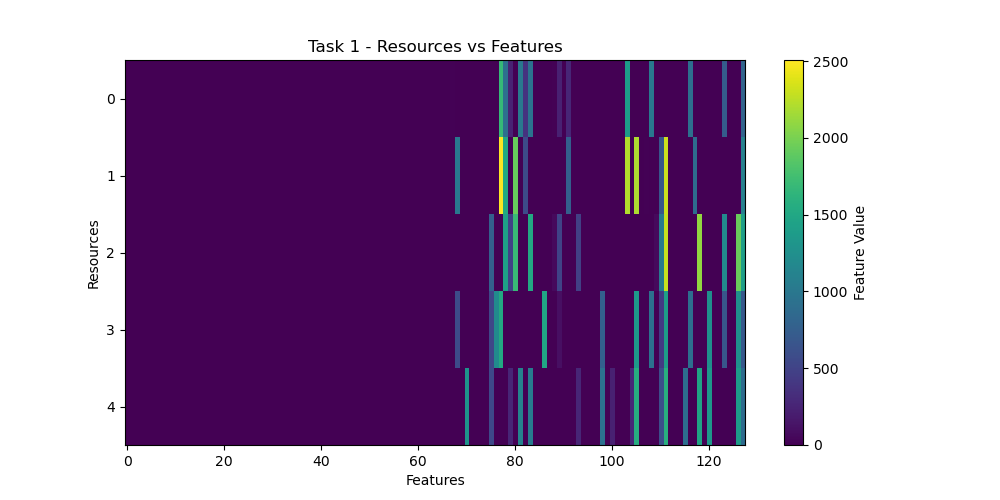 Task 1 - Resources vs Features
0
1
2
3
4
Resources
0 20 40 60 80 100 120
Features
2500
2000
1500
1000
500
0
Feature Value